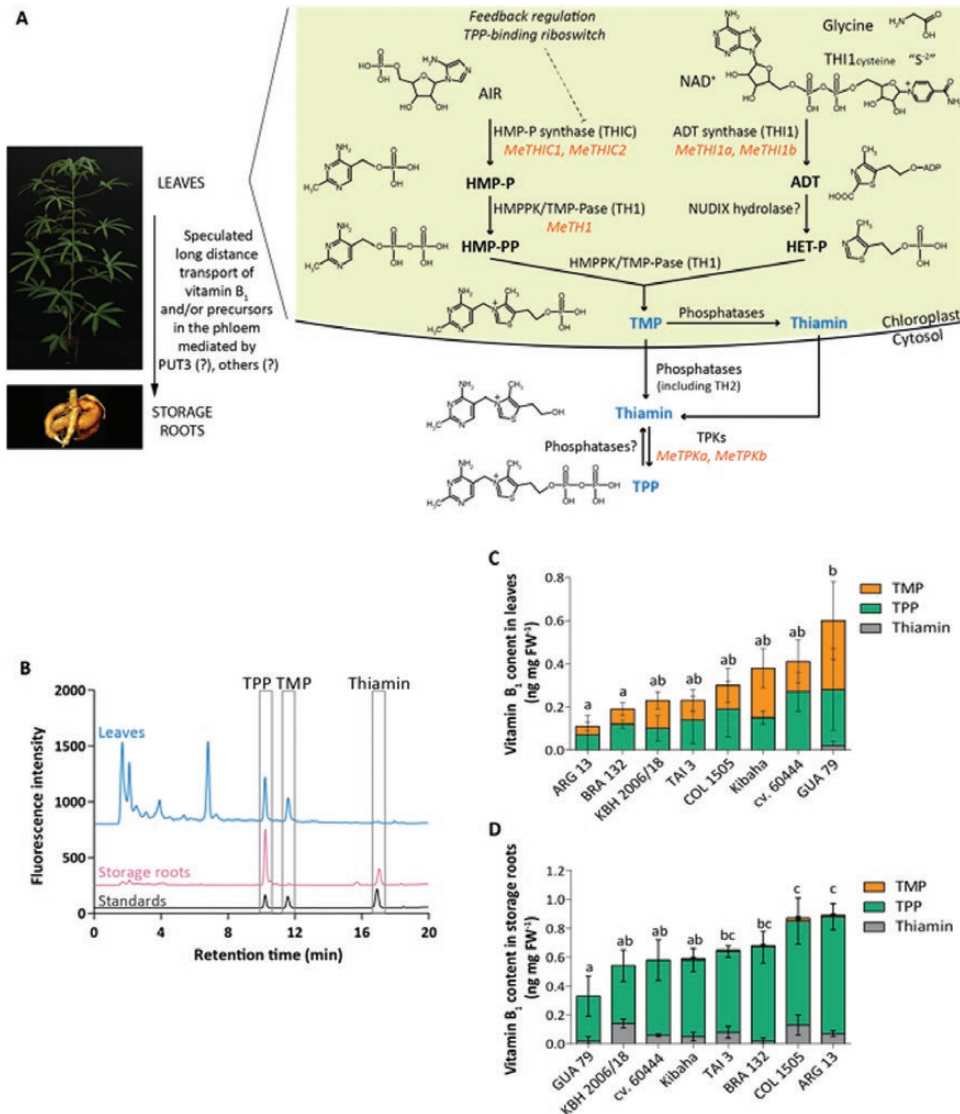 A
Feedback regulation
TPP-binding riboswitch
Glycine
THI1cysteine "S-2"
NAD+
AIR
HMP-P synthase (THIC)
MeTHIC1, MeTHIC2
ADT synthase (THI1)
MeTHI1a, MeTHI1b
LEAVES
HMP-P
ADT
HMPPK/TMP-Pase (TH1)
MeTH1
NUDIX hydrolase?
HMP-PP
HET-P
HMPPK/TMP-Pase (TH1)
Speculated
long distance
transport of
vitamin B1
and/or precursors
in the phloem
mediated by
PUT3 (?), others (?)
TMP
Phosphatases
Thiamin
Chloroplast
Cytosol
STORAGE
ROOTS
Phosphatases
(including TH2)
Thiamin
Phosphatases?
TPKs
MeTPKa, MeTPKb
TPP
B
TPP
TMP
Thiamin
Fluorescence intensity
2000
1500
1000
500
0
Leaves
Storage roots
Standards
0 4 8 12 16 20
Retention time (min)
C
Vitamin B1 conent in leaves
(ng mg FW-1)
0.8
0.6
0.4
0.2
0.0
a a ab ab ab ab ab b
TMP
TPP
Thiamin
ARG 13
BRA 132
KBH 2006/18
TAI 3
COL 1505
Kibaha
cv. 60444
GUA 79
D
Vitamin B1 content in storage roots
(ng mg FW-1)
1.0
0.8
0.6
0.4
0.2
0.0
a ab ab ab bc bc c c
TMP
TPP
Thiamin
GUA 79
KBH 2006/18
cv. 60444
Kibaha
TAI 3
BRA 132
COL 1505
ARG 13